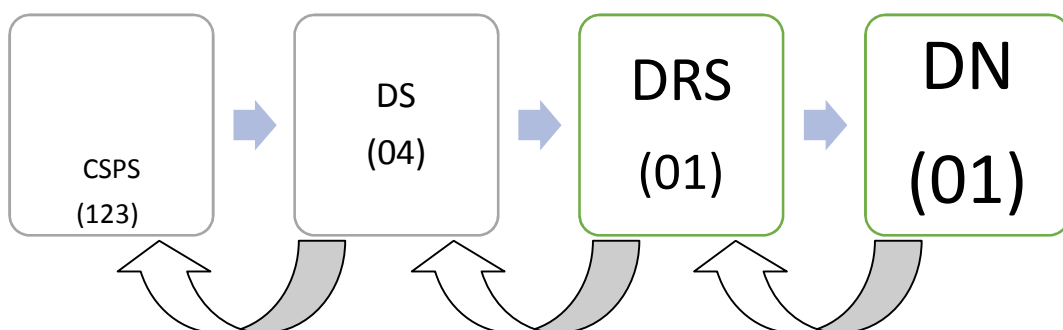 CSPS
(123)
DS
(04)
DRS
(01)
DN
(01)